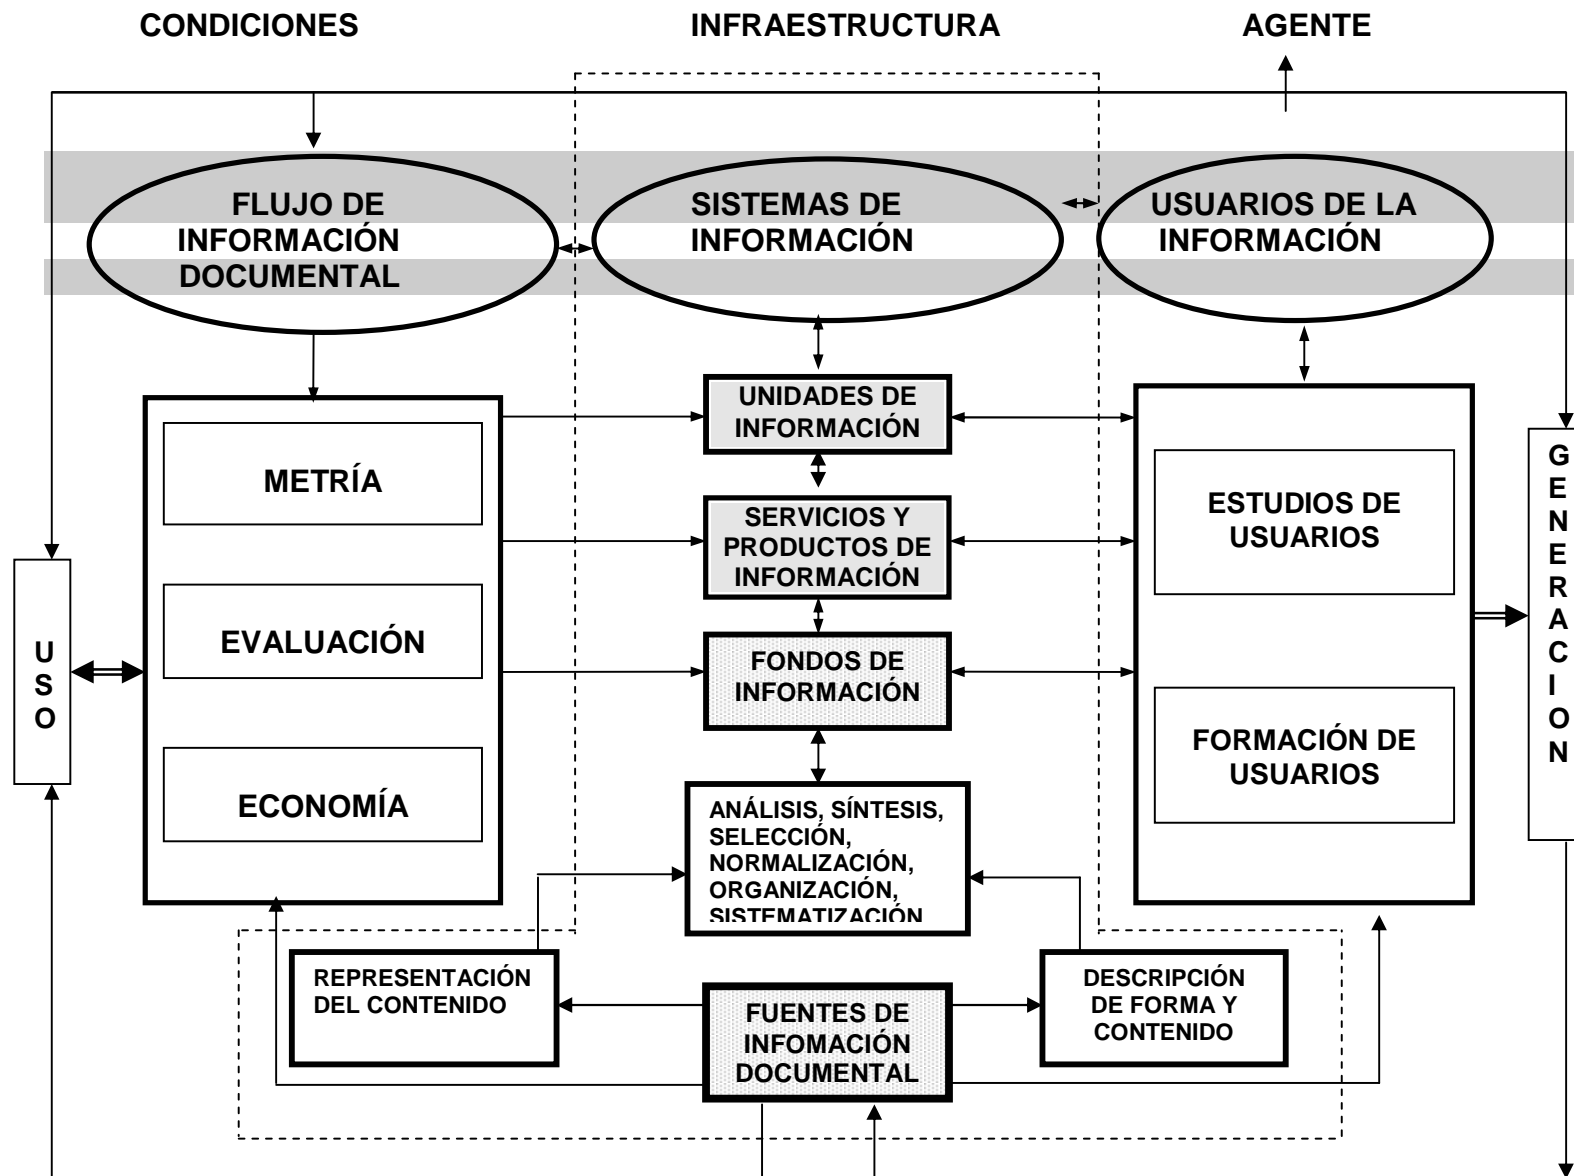 CONDICIONES
INFRAESTRUCTURA
AGENTE
FLUJO DE
INFORMACIÓN
DOCUMENTAL
SISTEMAS DE
INFORMACIÓN
USUARIOS DE LA
INFORMACIÓN
METRÍA
EVALUACIÓN
ECONOMÍA
UNIDADES DE
INFORMACIÓN
SERVICIOS Y
PRODUCTOS DE
INFORMACIÓN
FONDOS DE
INFORMACIÓN
ANÁLISIS, SÍNTESIS,
SELECCIÓN,
NORMALIZACIÓN,
ORGANIZACIÓN,
SISTEMATIZACIÓN
ESTUDIOS DE
USUARIOS
FORMACIÓN DE
USUARIOS
U
S
O
G
E
N
E
R
A
C
I
O
N
REPRESENTACIÓN
DEL CONTENIDO
FUENTES DE
INFOMACIÓN
DOCUMENTAL
DESCRIPCIÓN
DE FORMA Y
CONTENIDO